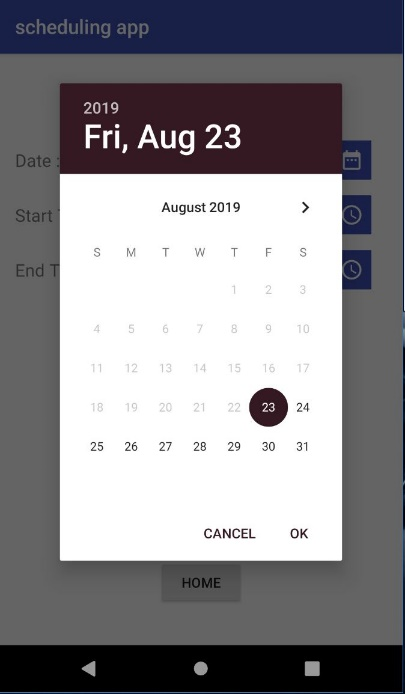 scheduling app
2019
Fri, Aug 23
Date :
Start
End T
August 2019
S M T W T F S
1 2 3
4 5 6 7 8 9 10
11 12 13 14 15 16 17
18 19 20 21 22 23 24
25 26 27 28 29 30 31
CANCEL OK
HOME